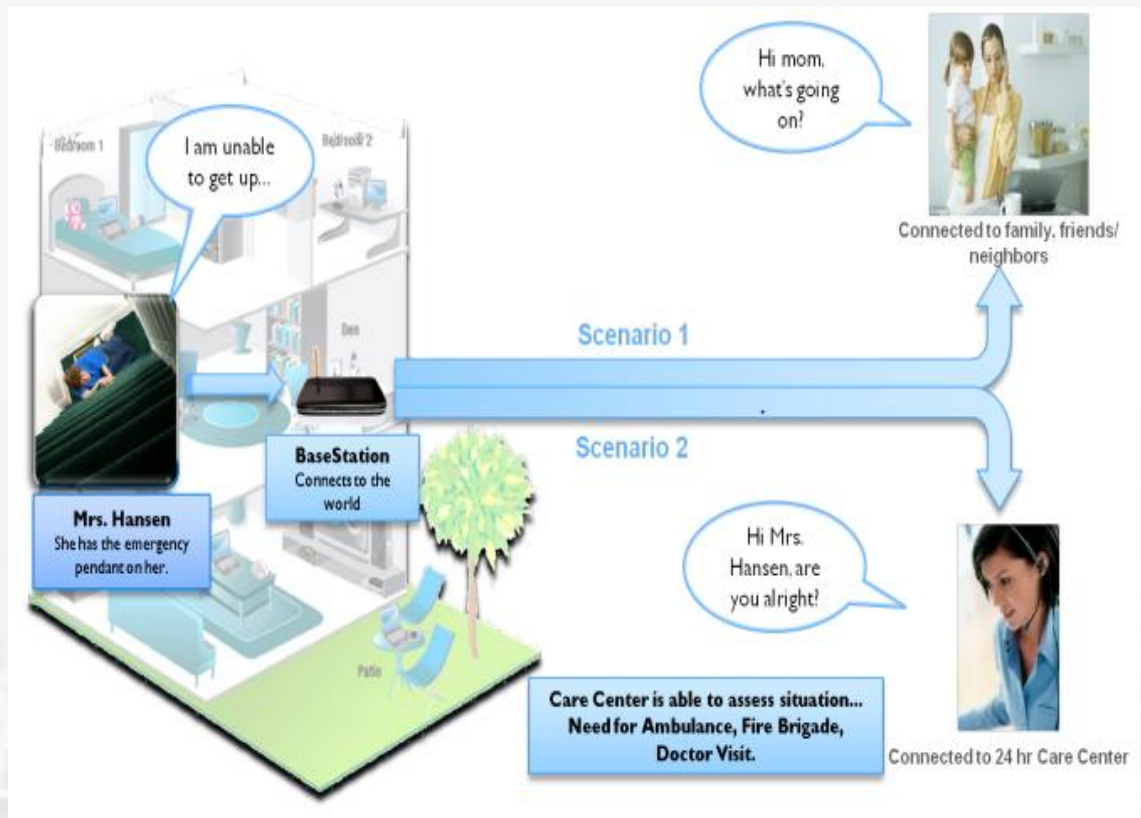 Hi mom,
what's going
on?
Connected to family, friends/
neighbors
Bedroom 1
Bedroom 2
I am unable
to get up...
Den
Scenario 1
Scenario 2
BaseStation
Connects to the
world
Mrs. Hansen
She has the emergency
pendant on her.
Hi Mrs.
Hansen, are
you alright?
Patio
Care Center is able to assess situation...
Need for Ambulance, Fire Brigade,
Doctor Visit.
Connected to 24 hr Care Center